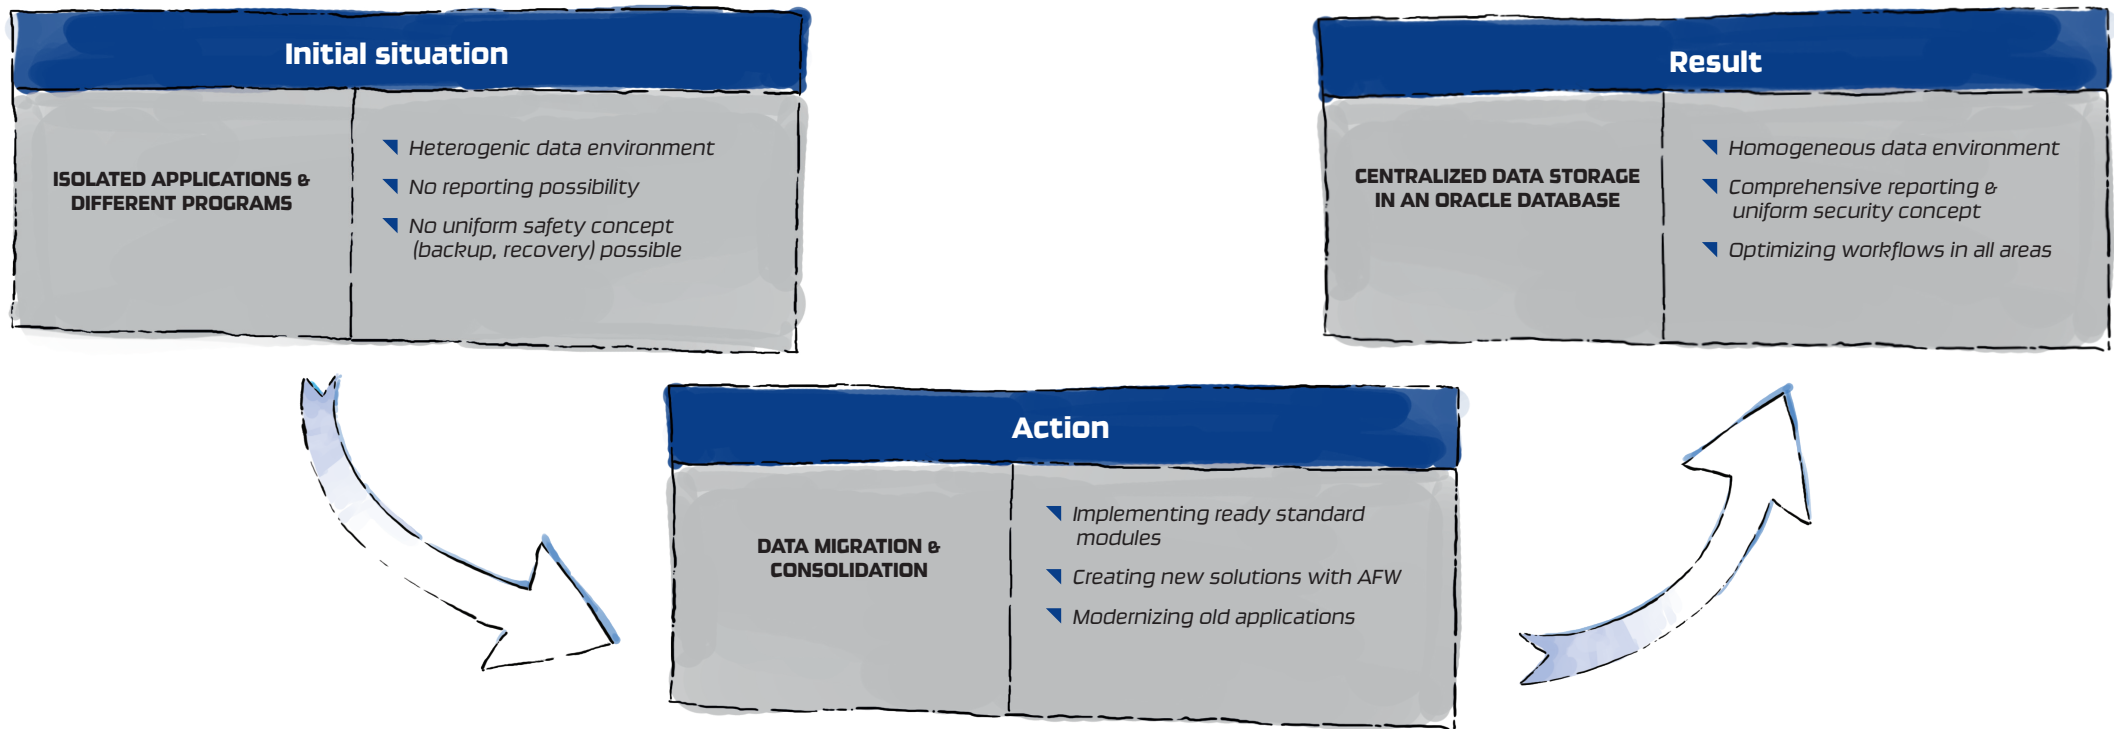 Initial situation
ISOLATED APPLICATIONS &
DIFFERENT PROGRAMS
Heterogenic data environment
No reporting possibility
No uniform safety concept
(backup, recovery) possible
Action
DATA MIGRATION &
CONSOLIDATION
Implementing ready standard
modules
Creating new solutions with AFW
Modernizing old applications
Result
CENTRALIZED DATA STORAGE
IN AN ORACLE DATABASE
Homogeneous data environment
Comprehensive reporting &
uniform security concept
Optimizing workflows in all areas